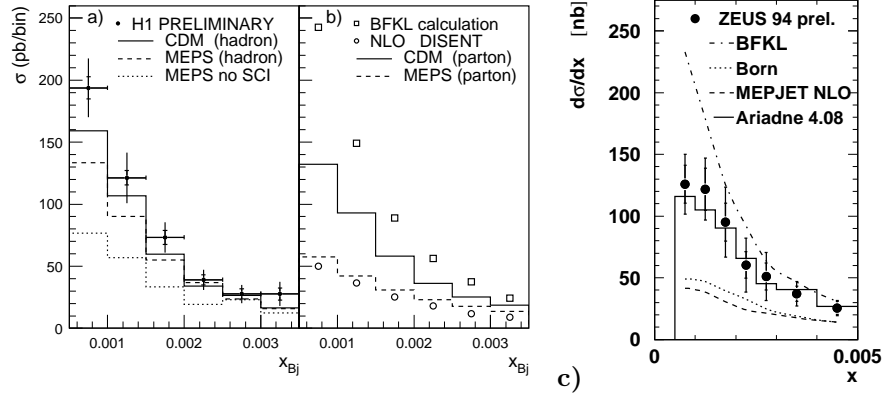 a)
H1 PRELIMINARY
CDM (hadron)
MEPS (hadron)
MEPS no SCI
σ (pb/bin)
250
200
150
100
50
0
0.001
0.002
0.003
x_Bj
b)
BFKL calculation
NLO DISENT
CDM (parton)
MEPS (parton)
0.001
0.002
0.003
x_Bj
c)
dσ/dx [nb]
ZEUS 94 prel.
BFKL
Born
MEPJET NLO
Ariadne 4.08
250
200
150
100
50
0
0
0.005
x